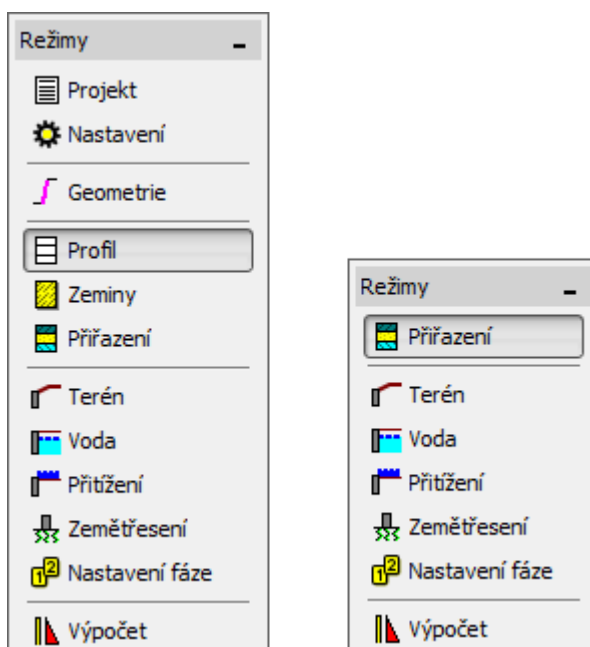 Režimy
Projekt
Nastavení
Geometrie
Profil
Zeminy
Přiřazení
Terén
Voda
Přitížení
Zemětřesení
Nastavení fáze
Výpočet
Režimy
Přiřazení
Terén
Voda
Přitížení
Zemětřesení
Nastavení fáze
Výpočet